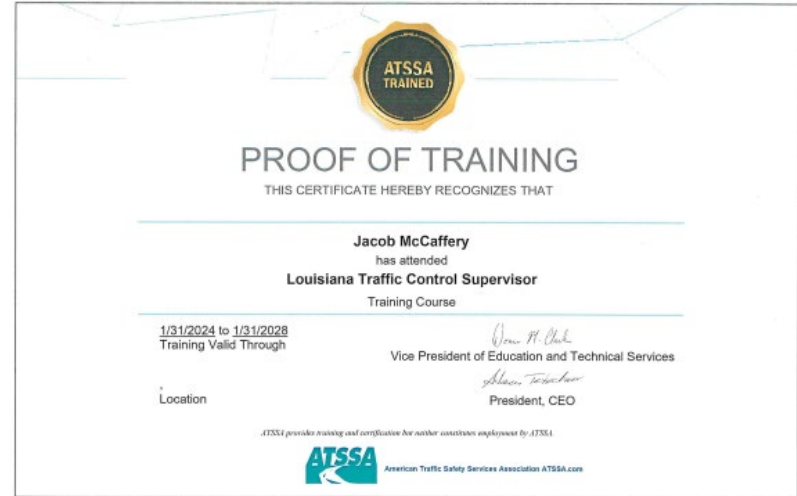 ATSSA
TRAINED
PROOF OF TRAINING
THIS CERTIFICATE HEREBY RECOGNIZES THAT
Jacob McCaffery
has attended
Louisiana Traffic Control Supervisor
Training Course
1/31/2024 to 1/31/2028
Training Valid Through
Vice President of Education and Technical Services
,
Location
President, CEO
ATSSA provides training and certification but neither constitutes employment by ATSSA.
ATSSA
American Traffic Safety Services Association ATSSA.com